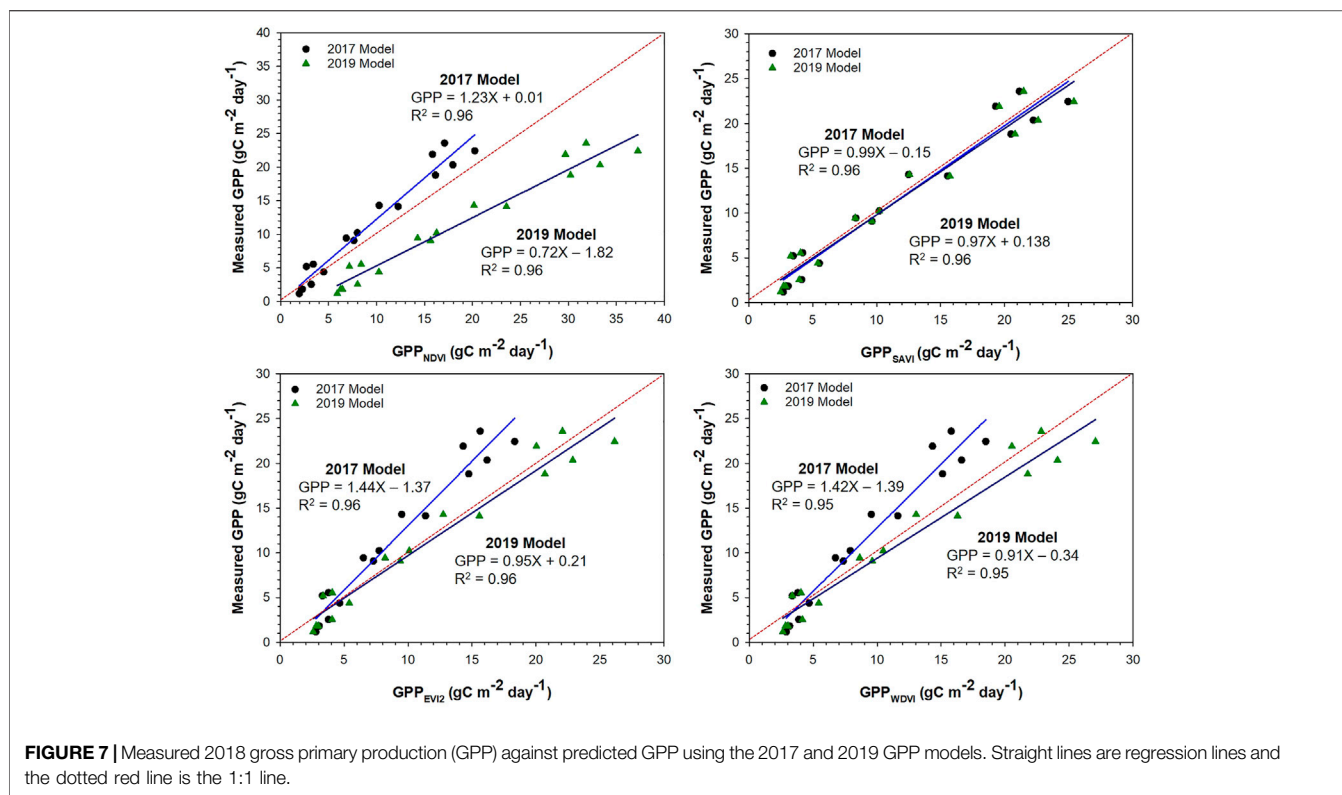 2017 Model
2019 Model
2017 Model
GPP = 1.23X + 0.01
R² = 0.96
2019 Model
GPP = 0.72X – 1.82
R² = 0.96
Measured GPP (gC m⁻² day⁻¹)
40
35
30
25
20
15
10
5
0
0 5 10 15 20 25 30 35 40
GPP_NDVI (gC m⁻² day⁻¹)
2017 Model
2019 Model
2017 Model
GPP = 0.99X – 0.15
R² = 0.96
2019 Model
GPP = 0.97X + 0.138
R² = 0.96
Measured GPP (gC m⁻² day⁻¹)
30
25
20
15
10
5
0
0 5 10 15 20 25 30
GPP_SAVI (gC m⁻² day⁻¹)
2017 Model
2019 Model
2017 Model
GPP = 1.44X – 1.37
R² = 0.96
2019 Model
GPP = 0.95X + 0.21
R² = 0.96
Measured GPP (gC m⁻² day⁻¹)
30
25
20
15
10
5
0
0 5 10 15 20 25 30
GPP_EVI2 (gC m⁻² day⁻¹)
2017 Model
2019 Model
2017 Model
GPP = 1.42X – 1.39
R² = 0.95
2019 Model
GPP = 0.91X – 0.34
R² = 0.95
Measured GPP (gC m⁻² day⁻¹)
30
25
20
15
10
5
0
0 5 10 15 20 25 30
GPP_WDVI (gC m⁻² day⁻¹)
FIGURE 7 | Measured 2018 gross primary production (GPP) against predicted GPP using the 2017 and 2019 GPP models. Straight lines are regression lines and
the dotted red line is the 1:1 line.